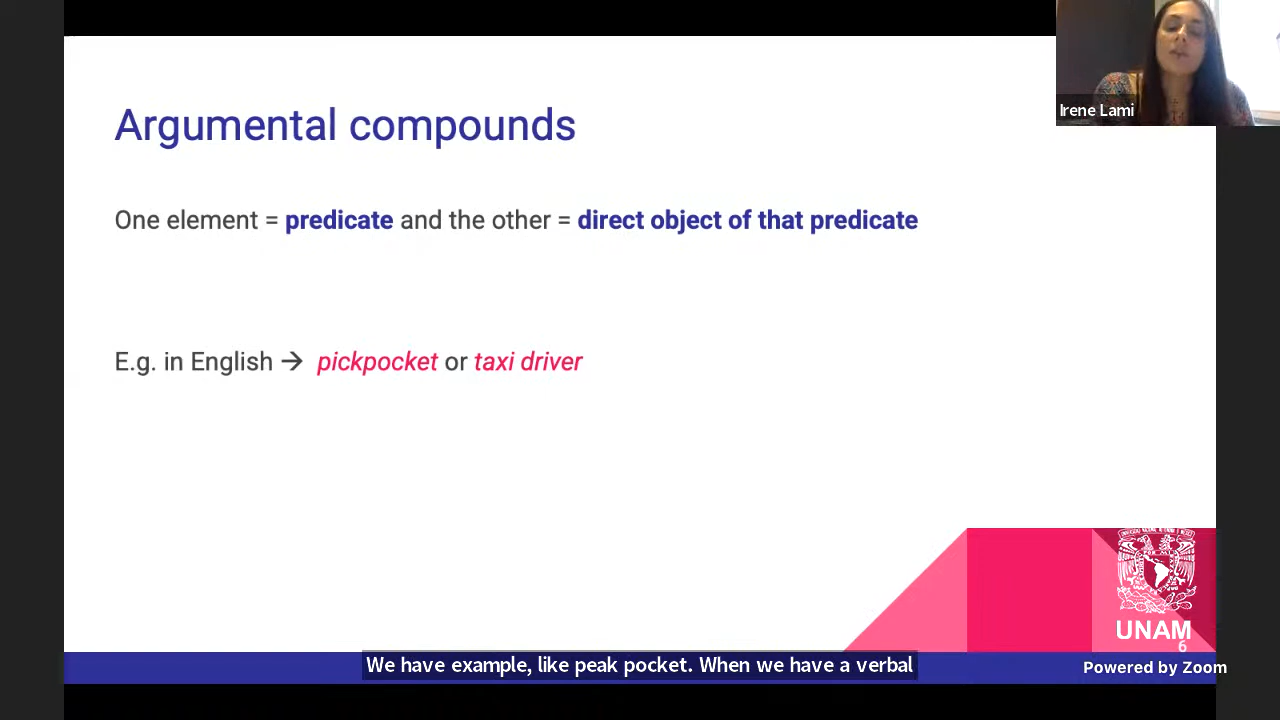 Irene Lami
Argumental compounds
One element = predicate and the other = direct object of that predicate
E.g. in English → pickpocket or taxi driver
UNAM
6
We have example, like peak pocket. When we have a verbal
Powered by Zoom